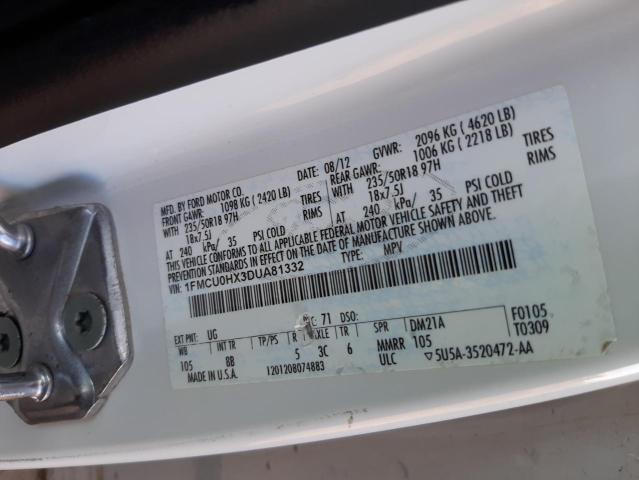 MFD. BY FORD MOTOR CO.
DATE: 08/12 GVWR: 2096 KG ( 4620 LB)
FRONT GAWR: 1098 KG ( 2420 LB) REAR GAWR: 1006 KG ( 2218 LB)
WITH 235/50R18 97H TIRES WITH 235/50R18 97H TIRES
18x7.5J RIMS 18x7.5J RIMS
AT 240 kPa/ 35 PSI COLD AT 240 kPa/ 35 PSI COLD
THIS VEHICLE CONFORMS TO ALL APPLICABLE FEDERAL MOTOR VEHICLE SAFETY AND THEFT
PREVENTION STANDARDS IN EFFECT ON THE DATE OF MANUFACTURE SHOWN ABOVE.
VIN: 1FMCU0HX3DUA81332 TYPE: MPV
EXT PNT: UG 71 DSO: F0105
WB INT TR TP/PS R AXLE TR SPR DM21A T0309
105 8B 5 3C 6 MMRR 105
MADE IN U.S.A. 1201208074883 ULC ▽5U5A-3520472-AA